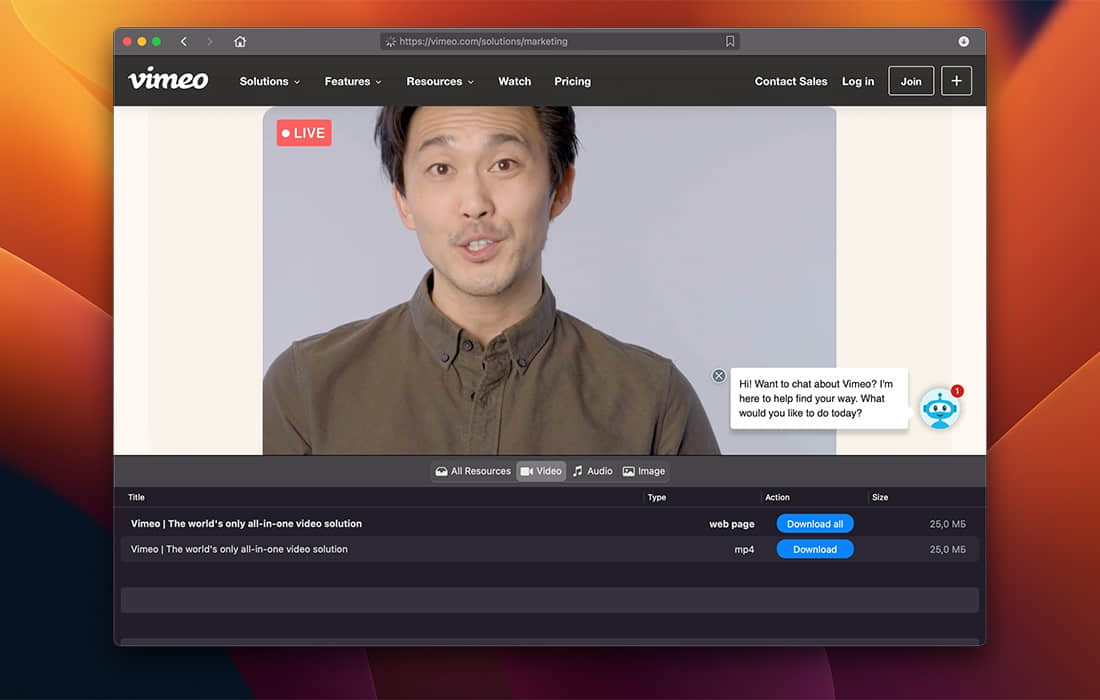 https://vimeo.com/solutions/marketing
vimeo Solutions Features Resources Watch Pricing Contact Sales Log in Join +
LIVE
Hi! Want to chat about Vimeo? I'm
here to help find your way. What
would you like to do today?
1
All Resources Video Audio Image
Title Type Action Size
Vimeo | The world's only all-in-one video solution web page Download all 25,0 МБ
Vimeo | The world's only all-in-one video solution mp4 Download 25,0 МБ